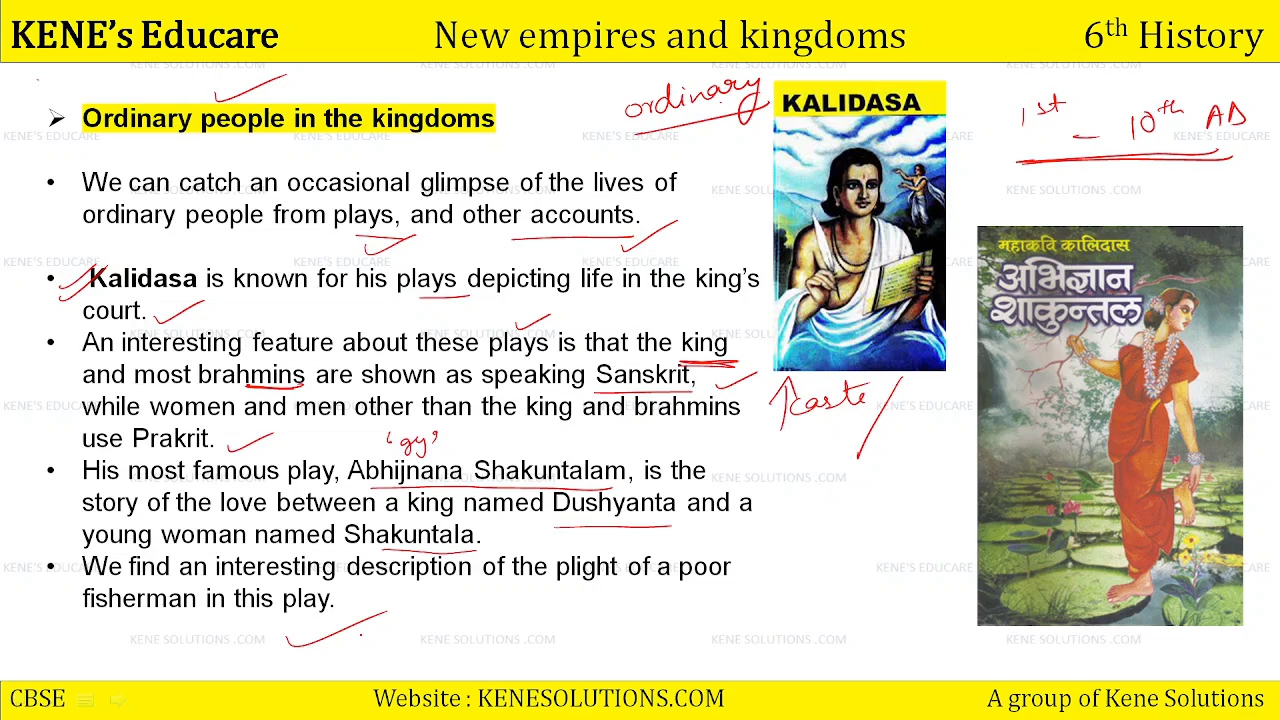 KENE's Educare New empires and kingdoms 6th History
➢ Ordinary people in the kingdoms
ordinary
KALIDASA
1st - 10th AD
• We can catch an occasional glimpse of the lives of
ordinary people from plays, and other accounts.
• Kalidasa is known for his plays depicting life in the king's
court.
• An interesting feature about these plays is that the king
and most brahmins are shown as speaking Sanskrit,
while women and men other than the king and brahmins
use Prakrit.
caste
'gy'
• His most famous play, Abhijnana Shakuntalam, is the
story of the love between a king named Dushyanta and a
young woman named Shakuntala.
• We find an interesting description of the plight of a poor
fisherman in this play.
महाकवि कालिदास
अभिज्ञान
शाकुन्तल
KENE SOLUTIONS .COM
KENE'S EDUCARE
CBSE Website : KENESOLUTIONS.COM A group of Kene Solutions